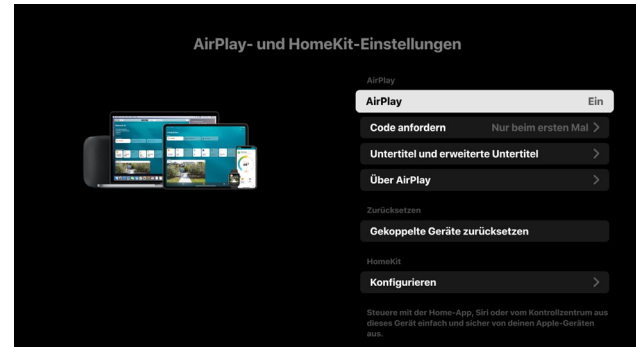 AirPlay- und HomeKit-Einstellungen
AirPlay
AirPlay Ein
Code anfordern Nur beim ersten Mal
Untertitel und erweiterte Untertitel
Über AirPlay
Zurücksetzen
Gekoppelte Geräte zurücksetzen
HomeKit
Konfigurieren
Steuere mit der Home-App, Siri oder vom Kontrollzentrum aus
dieses Gerät einfach und sicher von deinen Apple-Geräten
aus.